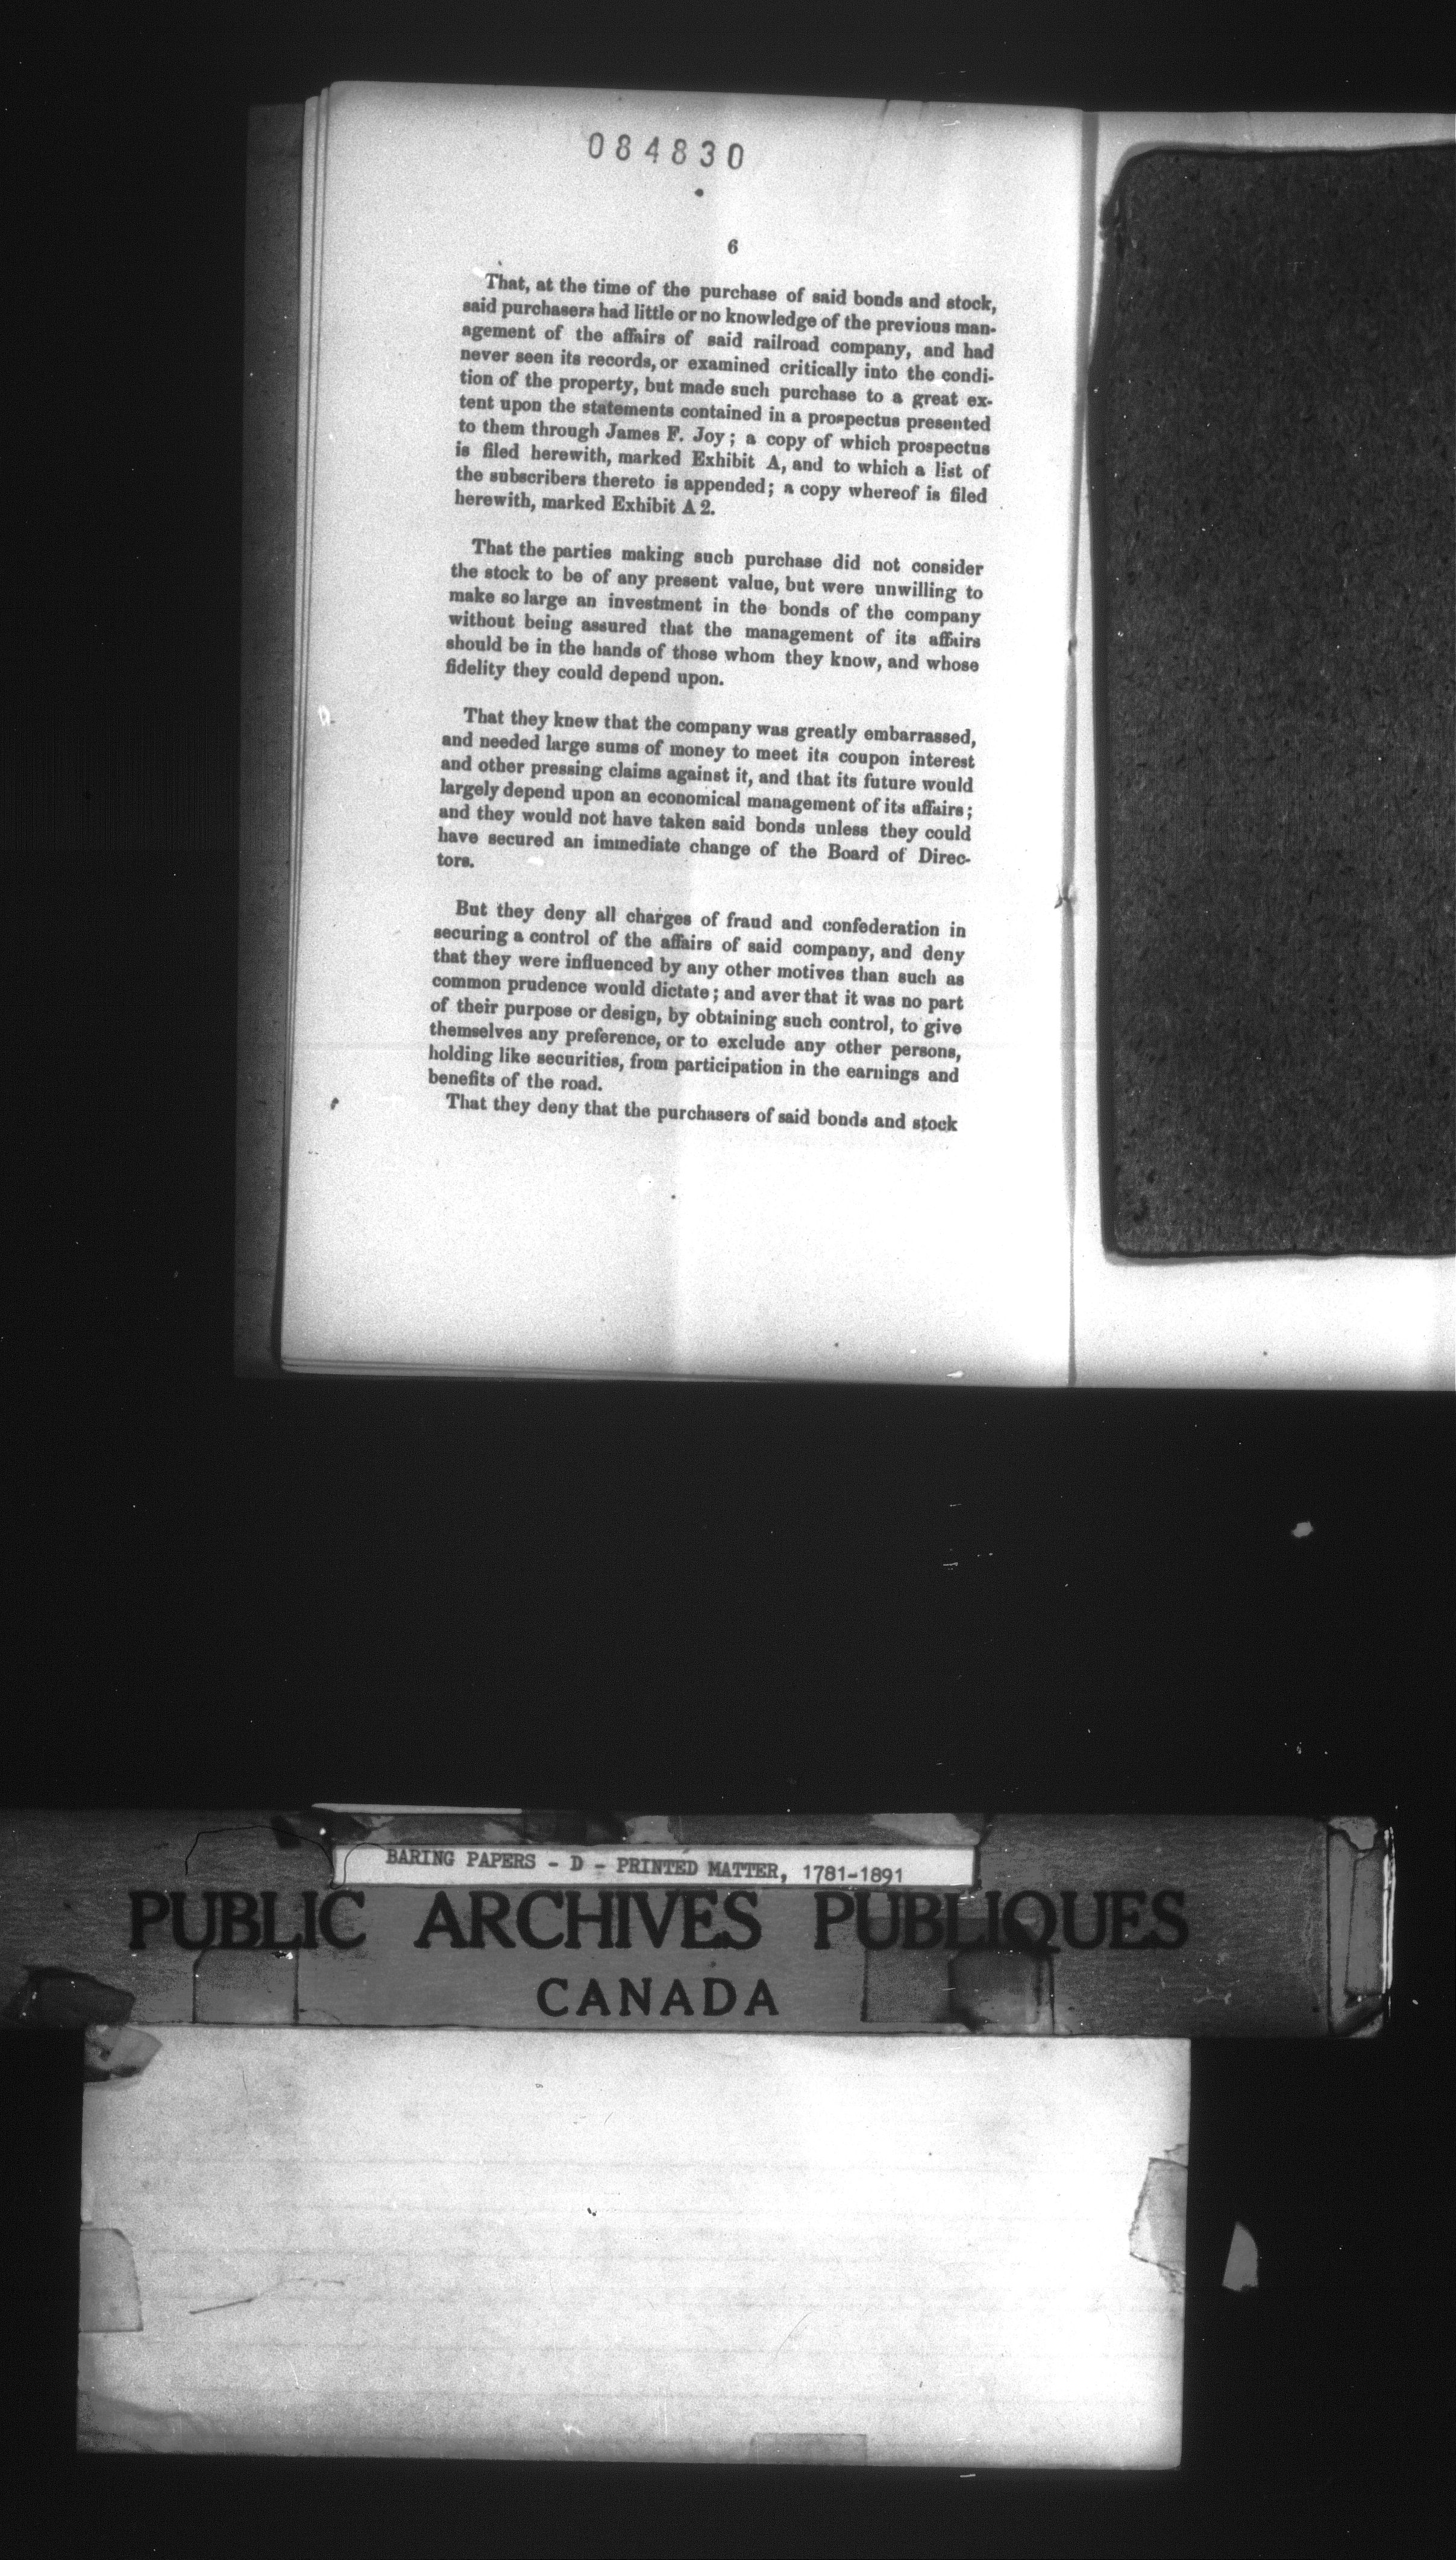 084830
6
That, at the time of the purchase of said bonds and stock,
said purchasers had little or no knowledge of the previous man-
agement of the affairs of said railroad company, and had
never seen its records, or examined critically into the condi-
tion of the property, but made such purchase to a great ex-
tent upon the statements contained in a prospectus presented
to them through James F. Joy; a copy of which prospectus
is filed herewith, marked Exhibit A, and to which a list of
the subscribers thereto is appended; a copy whereof is filed
herewith, marked Exhibit A 2.
That the parties making such purchase did not consider
the stock to be of any present value, but were unwilling to
make so large an investment in the bonds of the company
without being assured that the management of its affairs
should be in the hands of those whom they know, and whose
fidelity they could depend upon.
That they knew that the company was greatly embarrassed,
and needed large sums of money to meet its coupon interest
and other pressing claims against it, and that its future would
largely depend upon an economical management of its affairs;
and they would not have taken said bonds unless they could
have secured an immediate change of the Board of Direc-
tors.
But they deny all charges of fraud and confederation in
securing a control of the affairs of said company, and deny
that they were influenced by any other motives than such as
common prudence would dictate; and aver that it was no part
of their purpose or design, by obtaining such control, to give
themselves any preference, or to exclude any other persons,
holding like securities, from participation in the earnings and
benefits of the road.
That they deny that the purchasers of said bonds and stock
BARING PAPERS - D - PRINTED MATTER, 1781-1891
PUBLIC ARCHIVES PUBLIQUES
CANADA